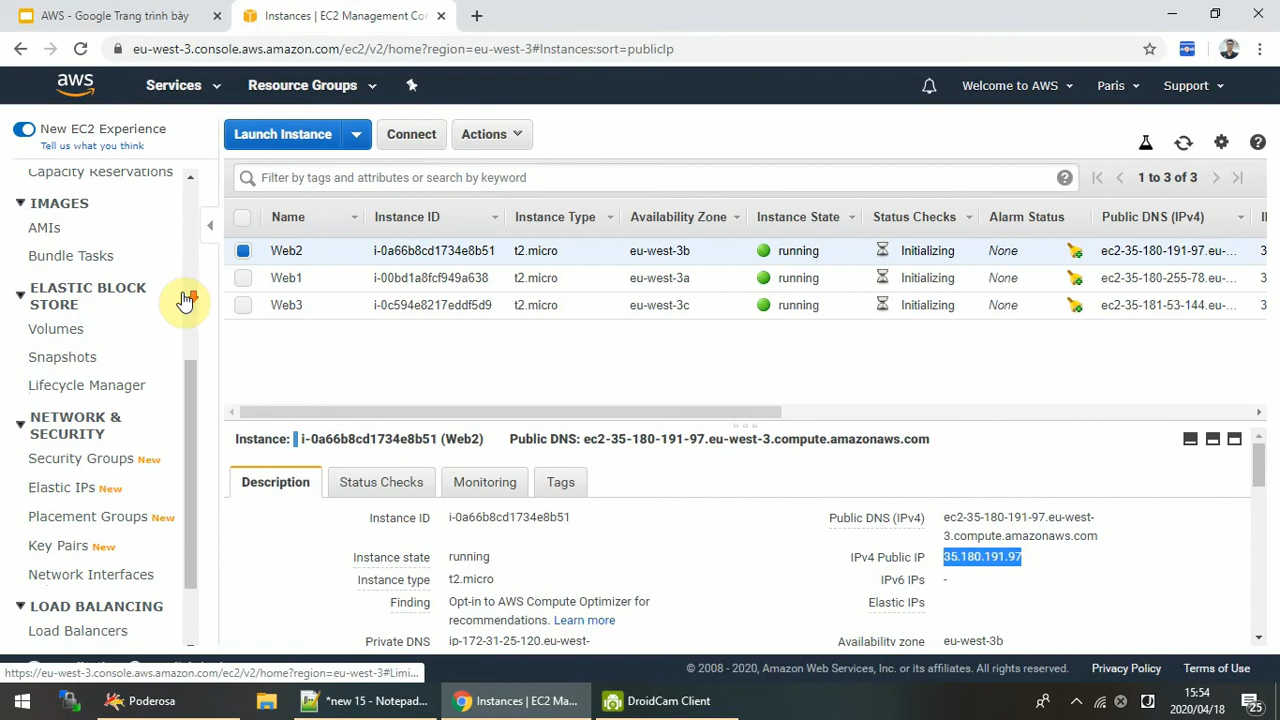 AWS - Google Trang trình bày
Instances | EC2 Management Con
eu-west-3.console.aws.amazon.com/ec2/v2/home?region=eu-west-3#Instances:sort=publicIp
aws
Services
Resource Groups
Welcome to AWS
Paris
Support
New EC2 Experience
Tell us what you think
Launch Instance
Connect
Actions
Capacity Reservations
IMAGES
AMIs
Bundle Tasks
ELASTIC BLOCK
STORE
Volumes
Snapshots
Lifecycle Manager
NETWORK &
SECURITY
Security Groups New
Elastic IPs New
Placement Groups New
Key Pairs New
Network Interfaces
LOAD BALANCING
Load Balancers
Filter by tags and attributes or search by keyword
1 to 3 of 3
Name Instance ID Instance Type Availability Zone Instance State Status Checks Alarm Status Public DNS (IPv4)
Web2 i-0a66b8cd1734e8b51 t2.micro eu-west-3b running Initializing None ec2-35-180-191-97.eu-... 3
Web1 i-00bd1a8fcf949a638 t2.micro eu-west-3a running Initializing None ec2-35-180-255-78.eu-... 3
Web3 i-0c594e8217eddf5d9 t2.micro eu-west-3c running Initializing None ec2-35-181-53-144.eu-... 3
Instance: i-0a66b8cd1734e8b51 (Web2) Public DNS: ec2-35-180-191-97.eu-west-3.compute.amazonaws.com
Description
Status Checks
Monitoring
Tags
Instance ID i-0a66b8cd1734e8b51
Instance state running
Instance type t2.micro
Finding Opt-in to AWS Compute Optimizer for
recommendations. Learn more
Private DNS ip-172-31-25-120.eu-west-
Public DNS (IPv4) ec2-35-180-191-97.eu-west-
3.compute.amazonaws.com
IPv4 Public IP 35.180.191.97
IPv6 IPs -
Elastic IPs
Availability zone eu-west-3b
https://eu-west-3.console.aws.amazon.com/ec2/v2/home?region=eu-west-3#Limi...
© 2008 - 2020, Amazon Web Services, Inc. or its affiliates. All rights reserved.
Privacy Policy
Terms of Use
Poderosa
*new 15 - Notepad...
Instances | EC2 Ma...
DroidCam Client
15:54
2020/04/18
25